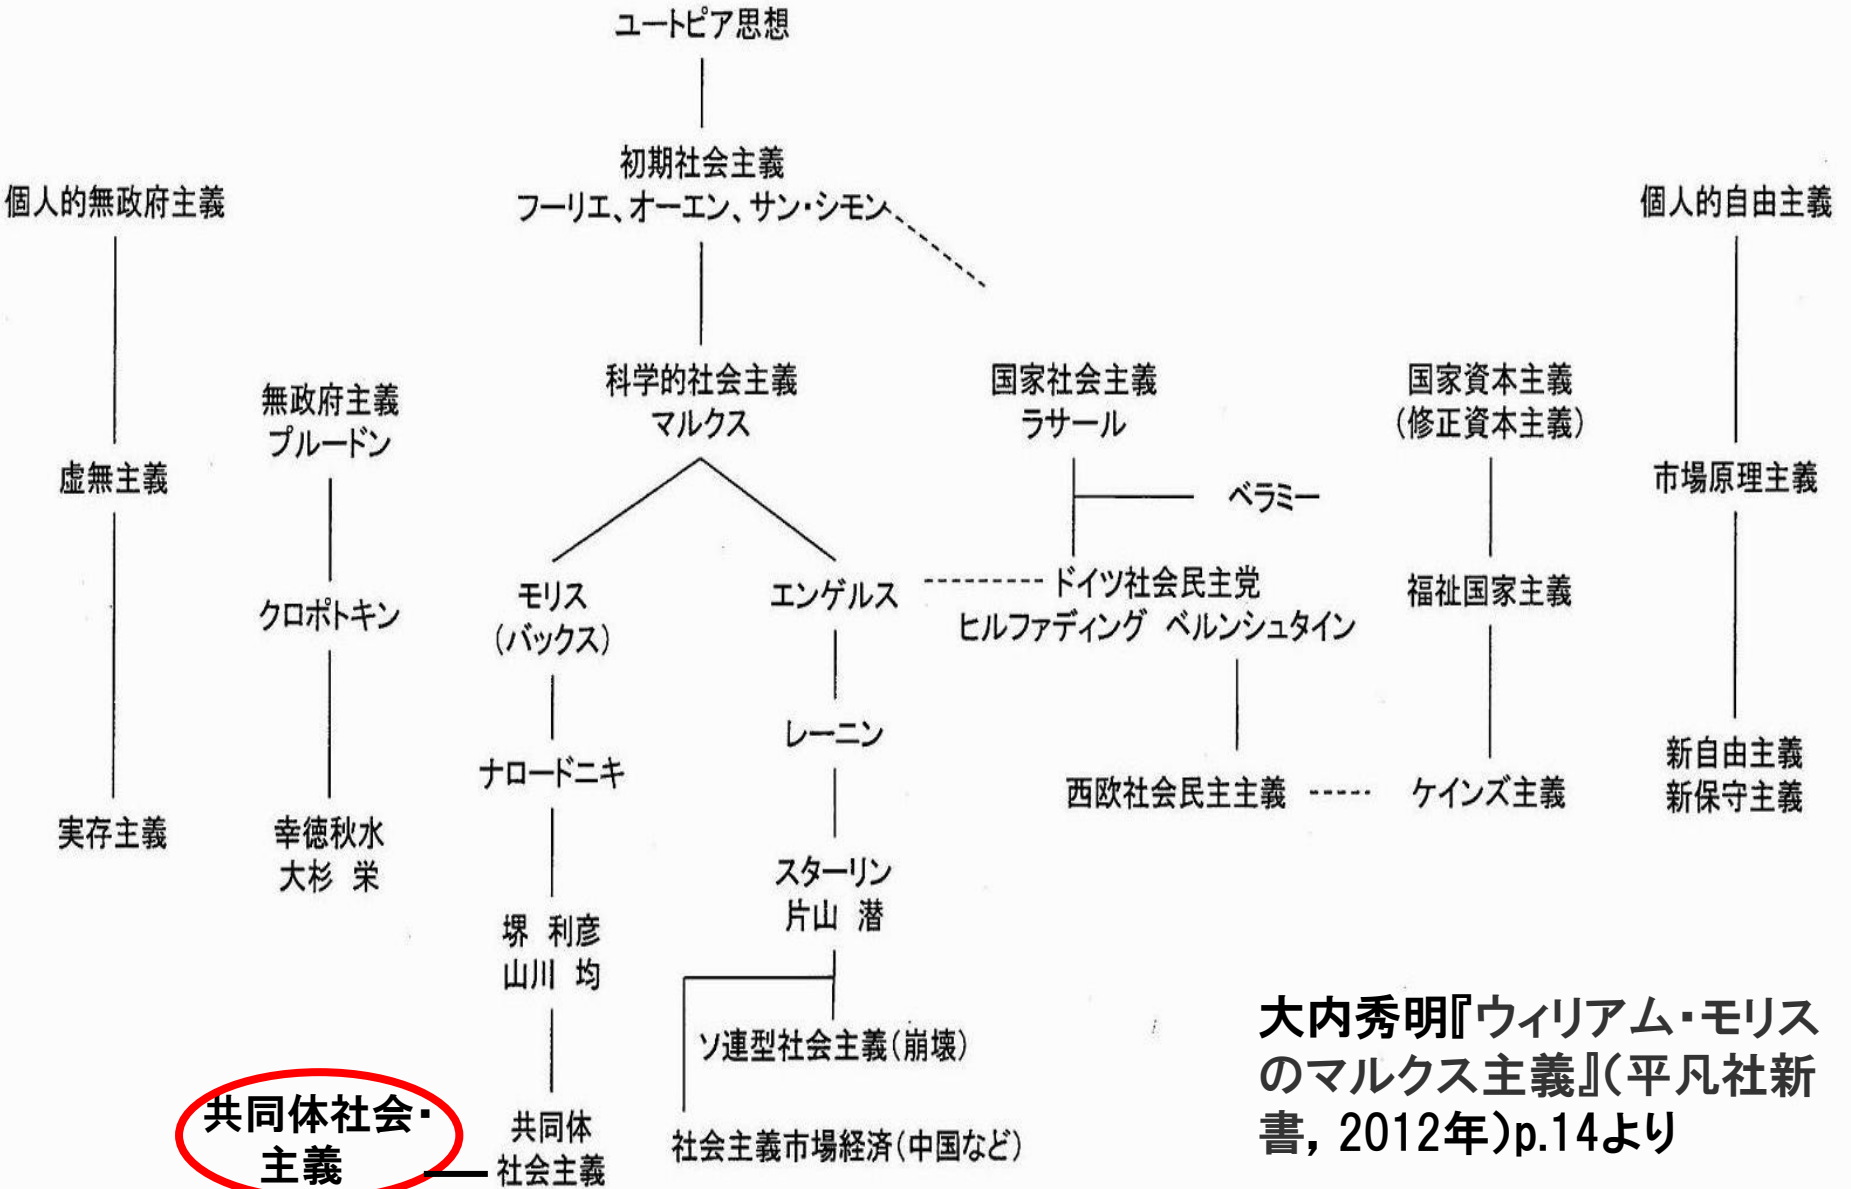 ユートピア思想
初期社会主義
フーリエ、オーエン、サン・シモン
個人的無政府主義
個人的自由主義
無政府主義
プルードン
科学的社会主義
マルクス
国家社会主義
ラサール
国家資本主義
(修正資本主義)
虚無主義
ベラミー
市場原理主義
クロポトキン
モリス
(バックス)
エンゲルス
ドイツ社会民主党
ヒルファディング ベルンシュタイン
福祉国家主義
レーニン
ナロードニキ
西欧社会民主主義
ケインズ主義
新自由主義
新保守主義
実存主義
幸徳秋水
大杉 栄
スターリン
片山 潜
堺 利彦
山川 均
ソ連型社会主義(崩壊)
共同体社会・
主義
共同体
社会主義
社会主義市場経済(中国など)
大内秀明『ウィリアム・モリス
のマルクス主義』(平凡社新
書, 2012年)p.14より